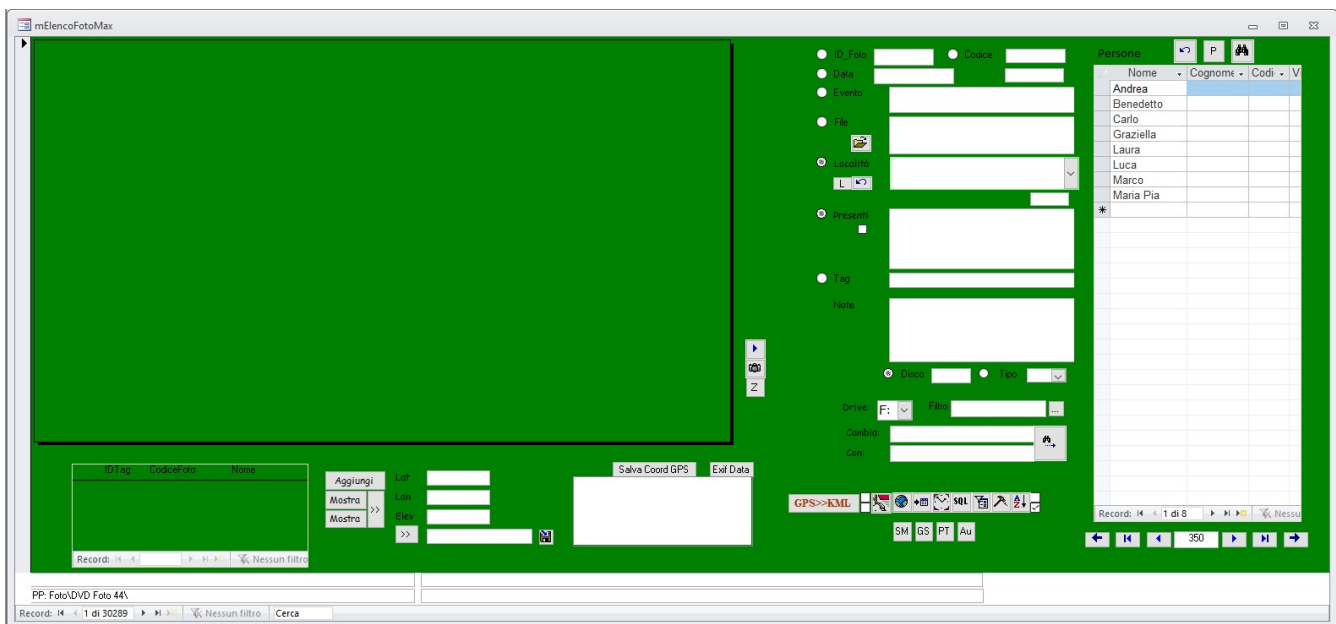 mElencoFotoMax
ID_Foto Codice
Data
Evento
File
Località
L
Presenti
Tag
Note
Disco Tipo
Drive: F: Filtro ...
Cambia:
Con:
Persone P
Nome Cognome Codi V
Andrea
Benedetto
Carlo
Graziella
Laura
Luca
Marco
Maria Pia
Record: 1 di 8 Nessu
350
Z
IDTag CodiceFoto Nome
Record: Nessun filtro
Aggiungi
Mostra >>
Mostra
Lat
Lon
Elev
>>
Salva Coord GPS Exif Data
GPS>>KML SQL
SM GS PT Au
PP: Foto\DVD Foto 44\
Record: 1 di 30289 Nessun filtro Cerca